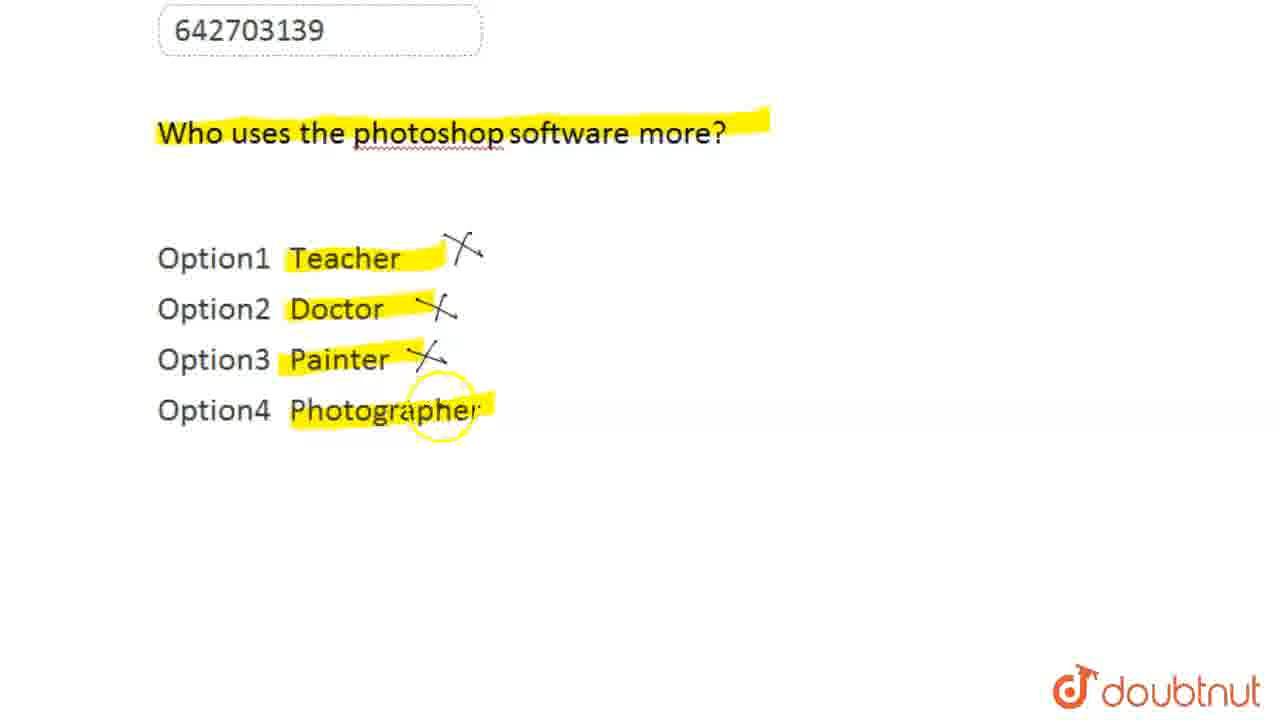 642703139
Who uses the photoshop software more?
Option1 Teacher
Option2 Doctor
Option3 Painter
Option4 Photographer
doubtnut